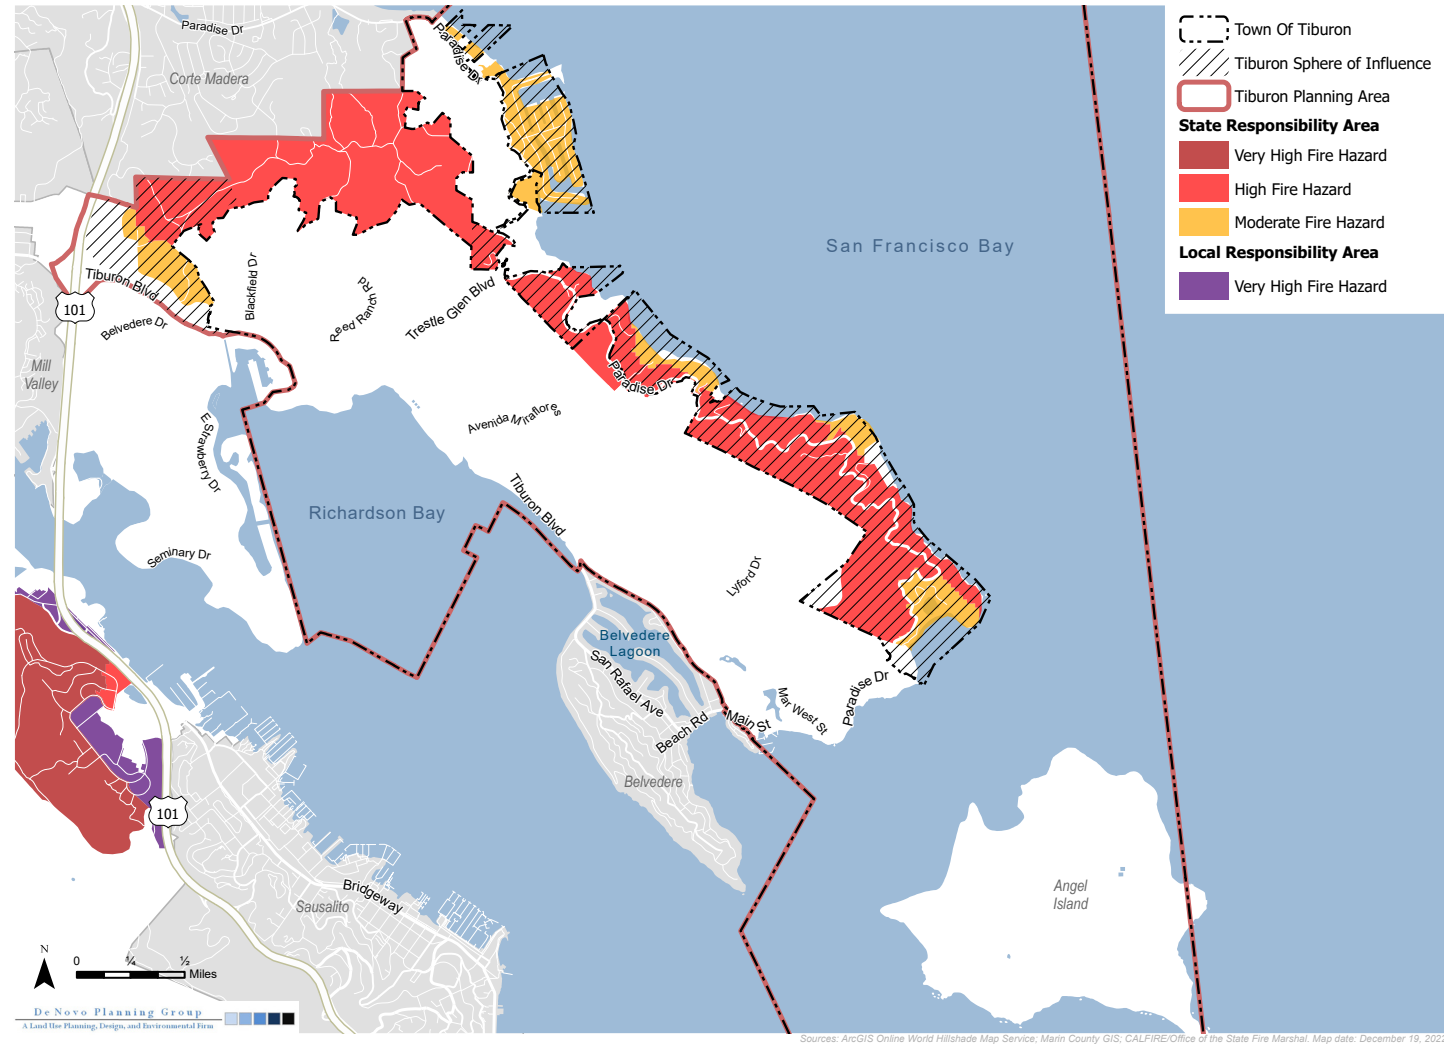 Town Of Tiburon
Tiburon Sphere of Influence
Tiburon Planning Area
State Responsibility Area
Very High Fire Hazard
High Fire Hazard
Moderate Fire Hazard
Local Responsibility Area
Very High Fire Hazard
Paradise Dr
Corte Madera
Paradise Dr
San Francisco Bay
Tiburon Blvd
101
Belvedere Dr
Blackfield Dr
Reed Ranch Rd
Trestle Glen Blvd
Mill
Valley
Paradise Dr
Avenida Miraflores
E Strawberry Dr
Richardson Bay
Tiburon Blvd
Seminary Dr
Lyford Dr
Belvedere
Lagoon
San Rafael Ave
Paradise Dr
Mar West St
Main St
Beach Rd
Belvedere
101
Angel
Island
Bridgeway
Sausalito
N
0 ¼ ½
Miles
De Novo Planning Group
A Land Use Planning, Design, and Environmental Firm
Sources: ArcGIS Online World Hillshade Map Service; Marin County GIS; CALFIRE/Office of the State Fire Marshal. Map date: December 19, 2022